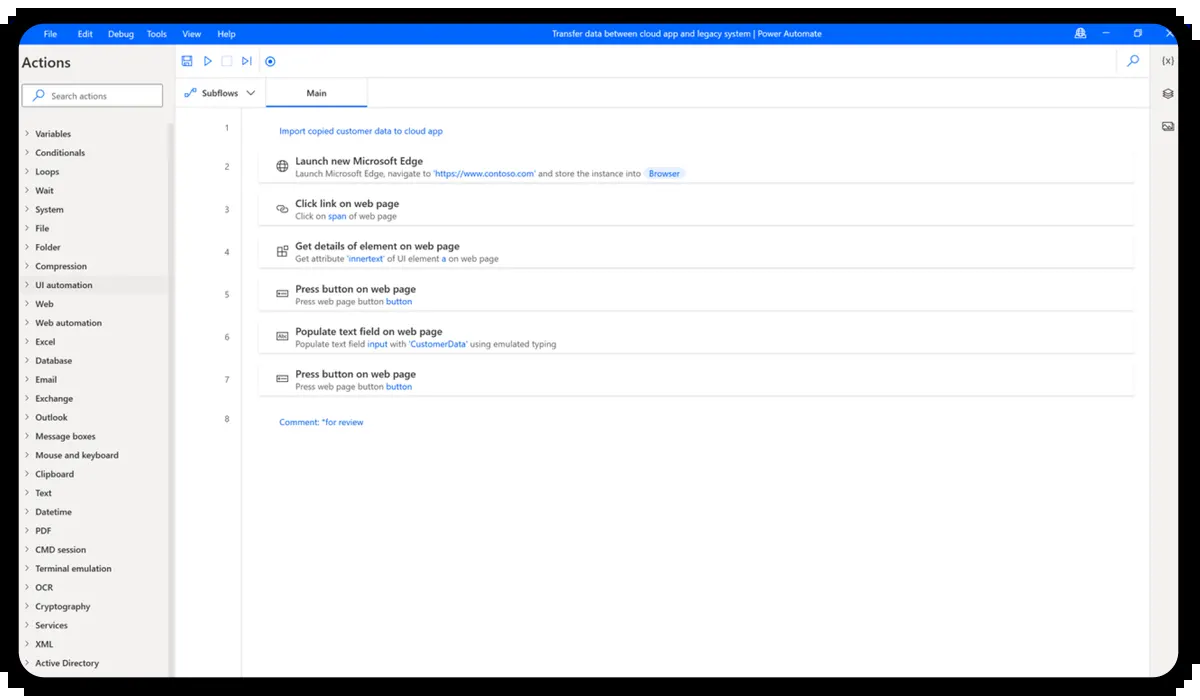 File Edit Debug Tools View Help Transfer data between cloud app and legacy system | Power Automate
Actions
Search actions
Subflows Main
Variables
Conditionals
Loops
Wait
System
File
Folder
Compression
UI automation
Web
Web automation
Excel
Database
Email
Exchange
Outlook
Message boxes
Mouse and keyboard
Clipboard
Text
Datetime
PDF
CMD session
Terminal emulation
OCR
Cryptography
Services
XML
Active Directory
1 Import copied customer data to cloud app
2 Launch new Microsoft Edge
Launch Microsoft Edge, navigate to 'https://www.contoso.com' and store the instance into Browser
3 Click link on web page
Click on span of web page
4 Get details of element on web page
Get attribute 'innertext' of UI element a on web page
5 Press button on web page
Press web page button button
6 Populate text field on web page
Abc
Populate text field input with 'CustomerData' using emulated typing
7 Press button on web page
Press web page button button
8 Comment: *for review
{x}